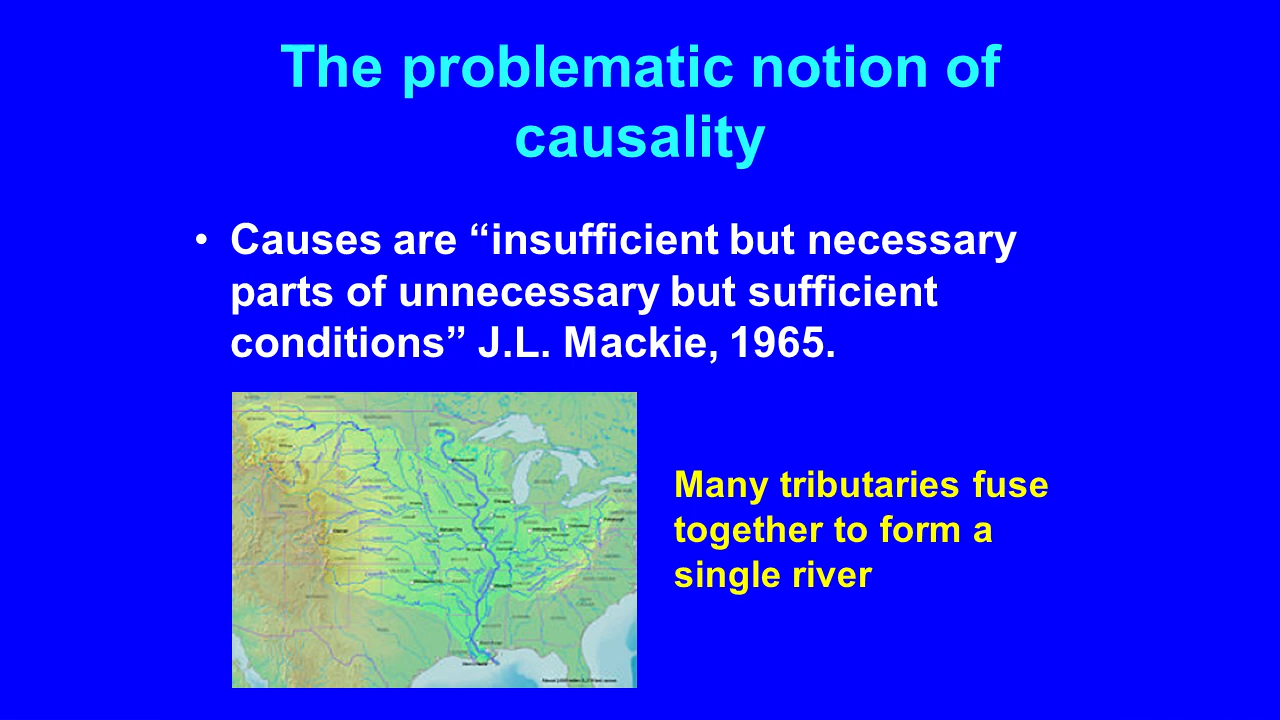 The problematic notion of
causality
• Causes are “insufficient but necessary
parts of unnecessary but sufficient
conditions” J.L. Mackie, 1965.
Many tributaries fuse
together to form a
single river